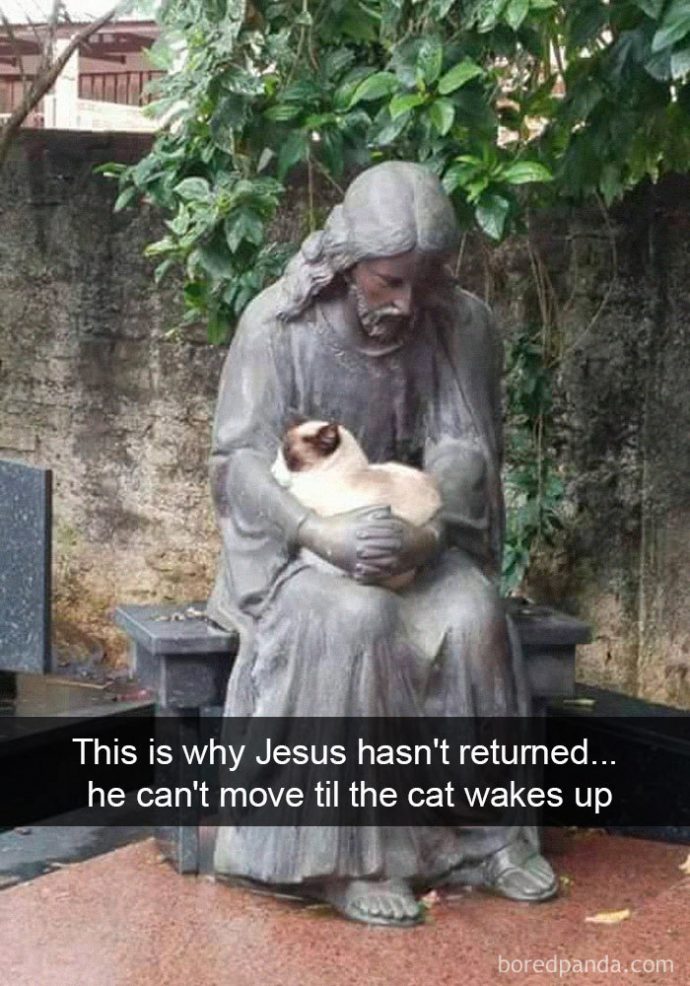 This is why Jesus hasn't returned...
he can't move til the cat wakes up
boredpanda.com